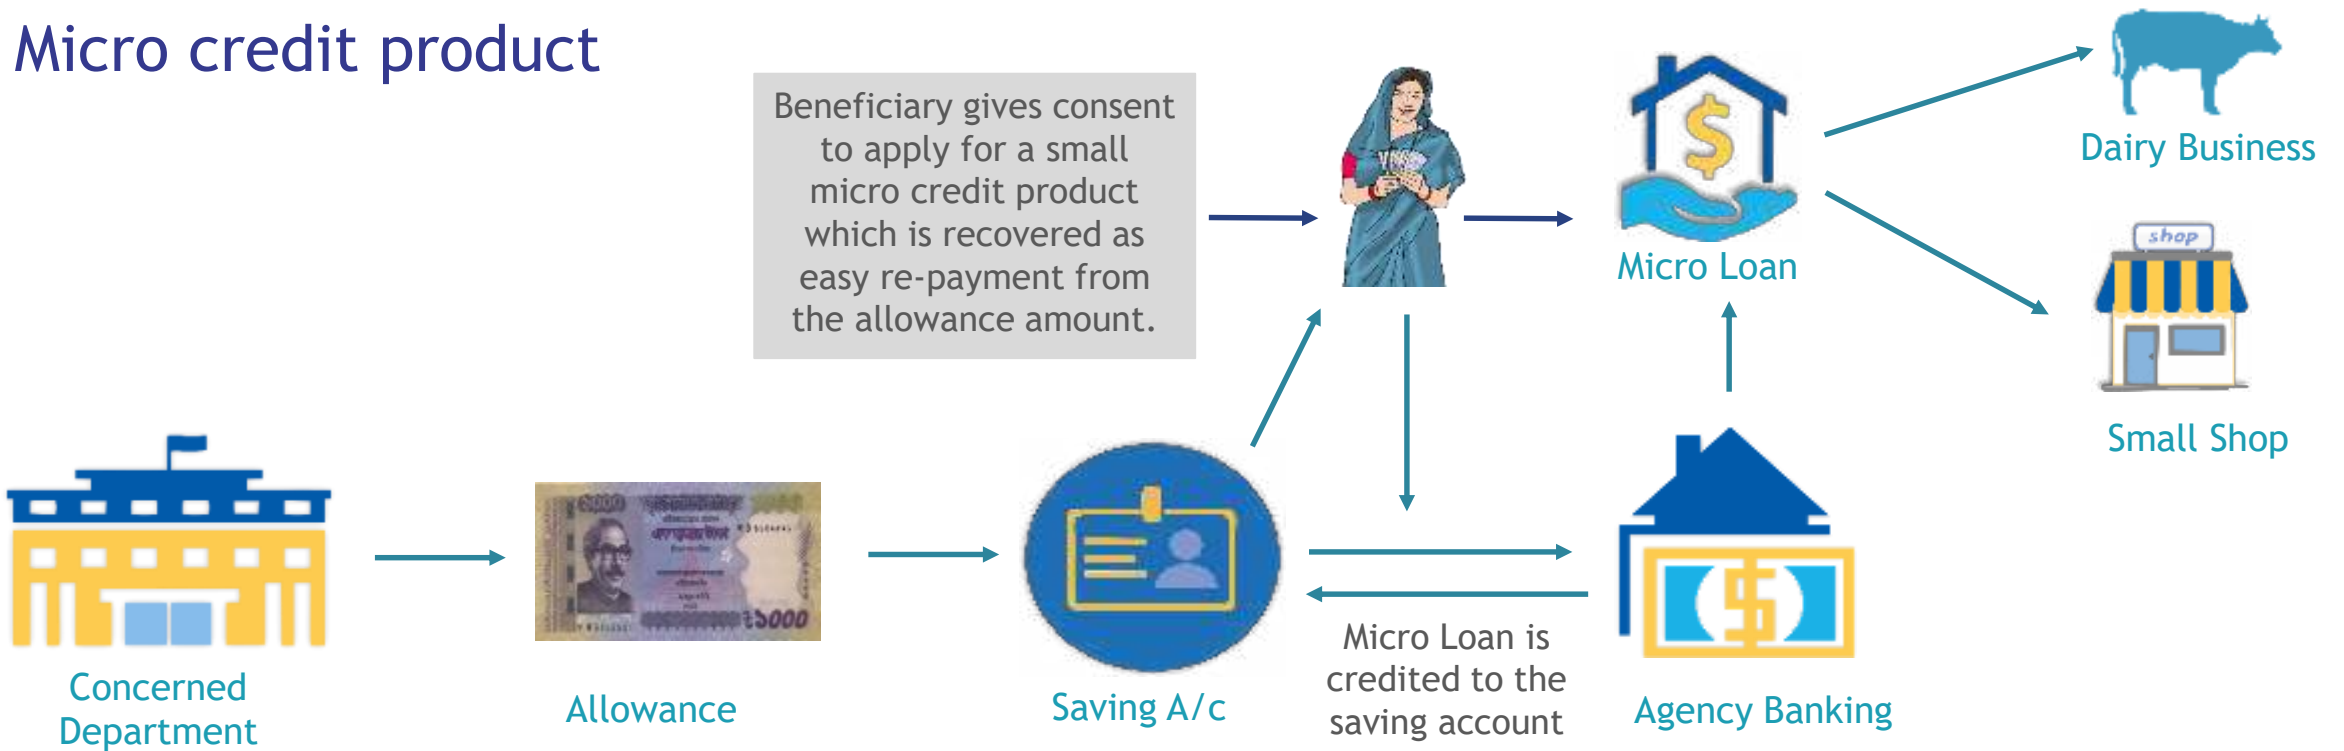 Micro credit product
Beneficiary gives consent
to apply for a small
micro credit product
which is recovered as
easy re-payment from
the allowance amount.
Micro Loan
Dairy Business
shop
Small Shop
Concerned
Department
Allowance
৳১000
Saving A/c
Micro Loan is
credited to the
saving account
Agency Banking